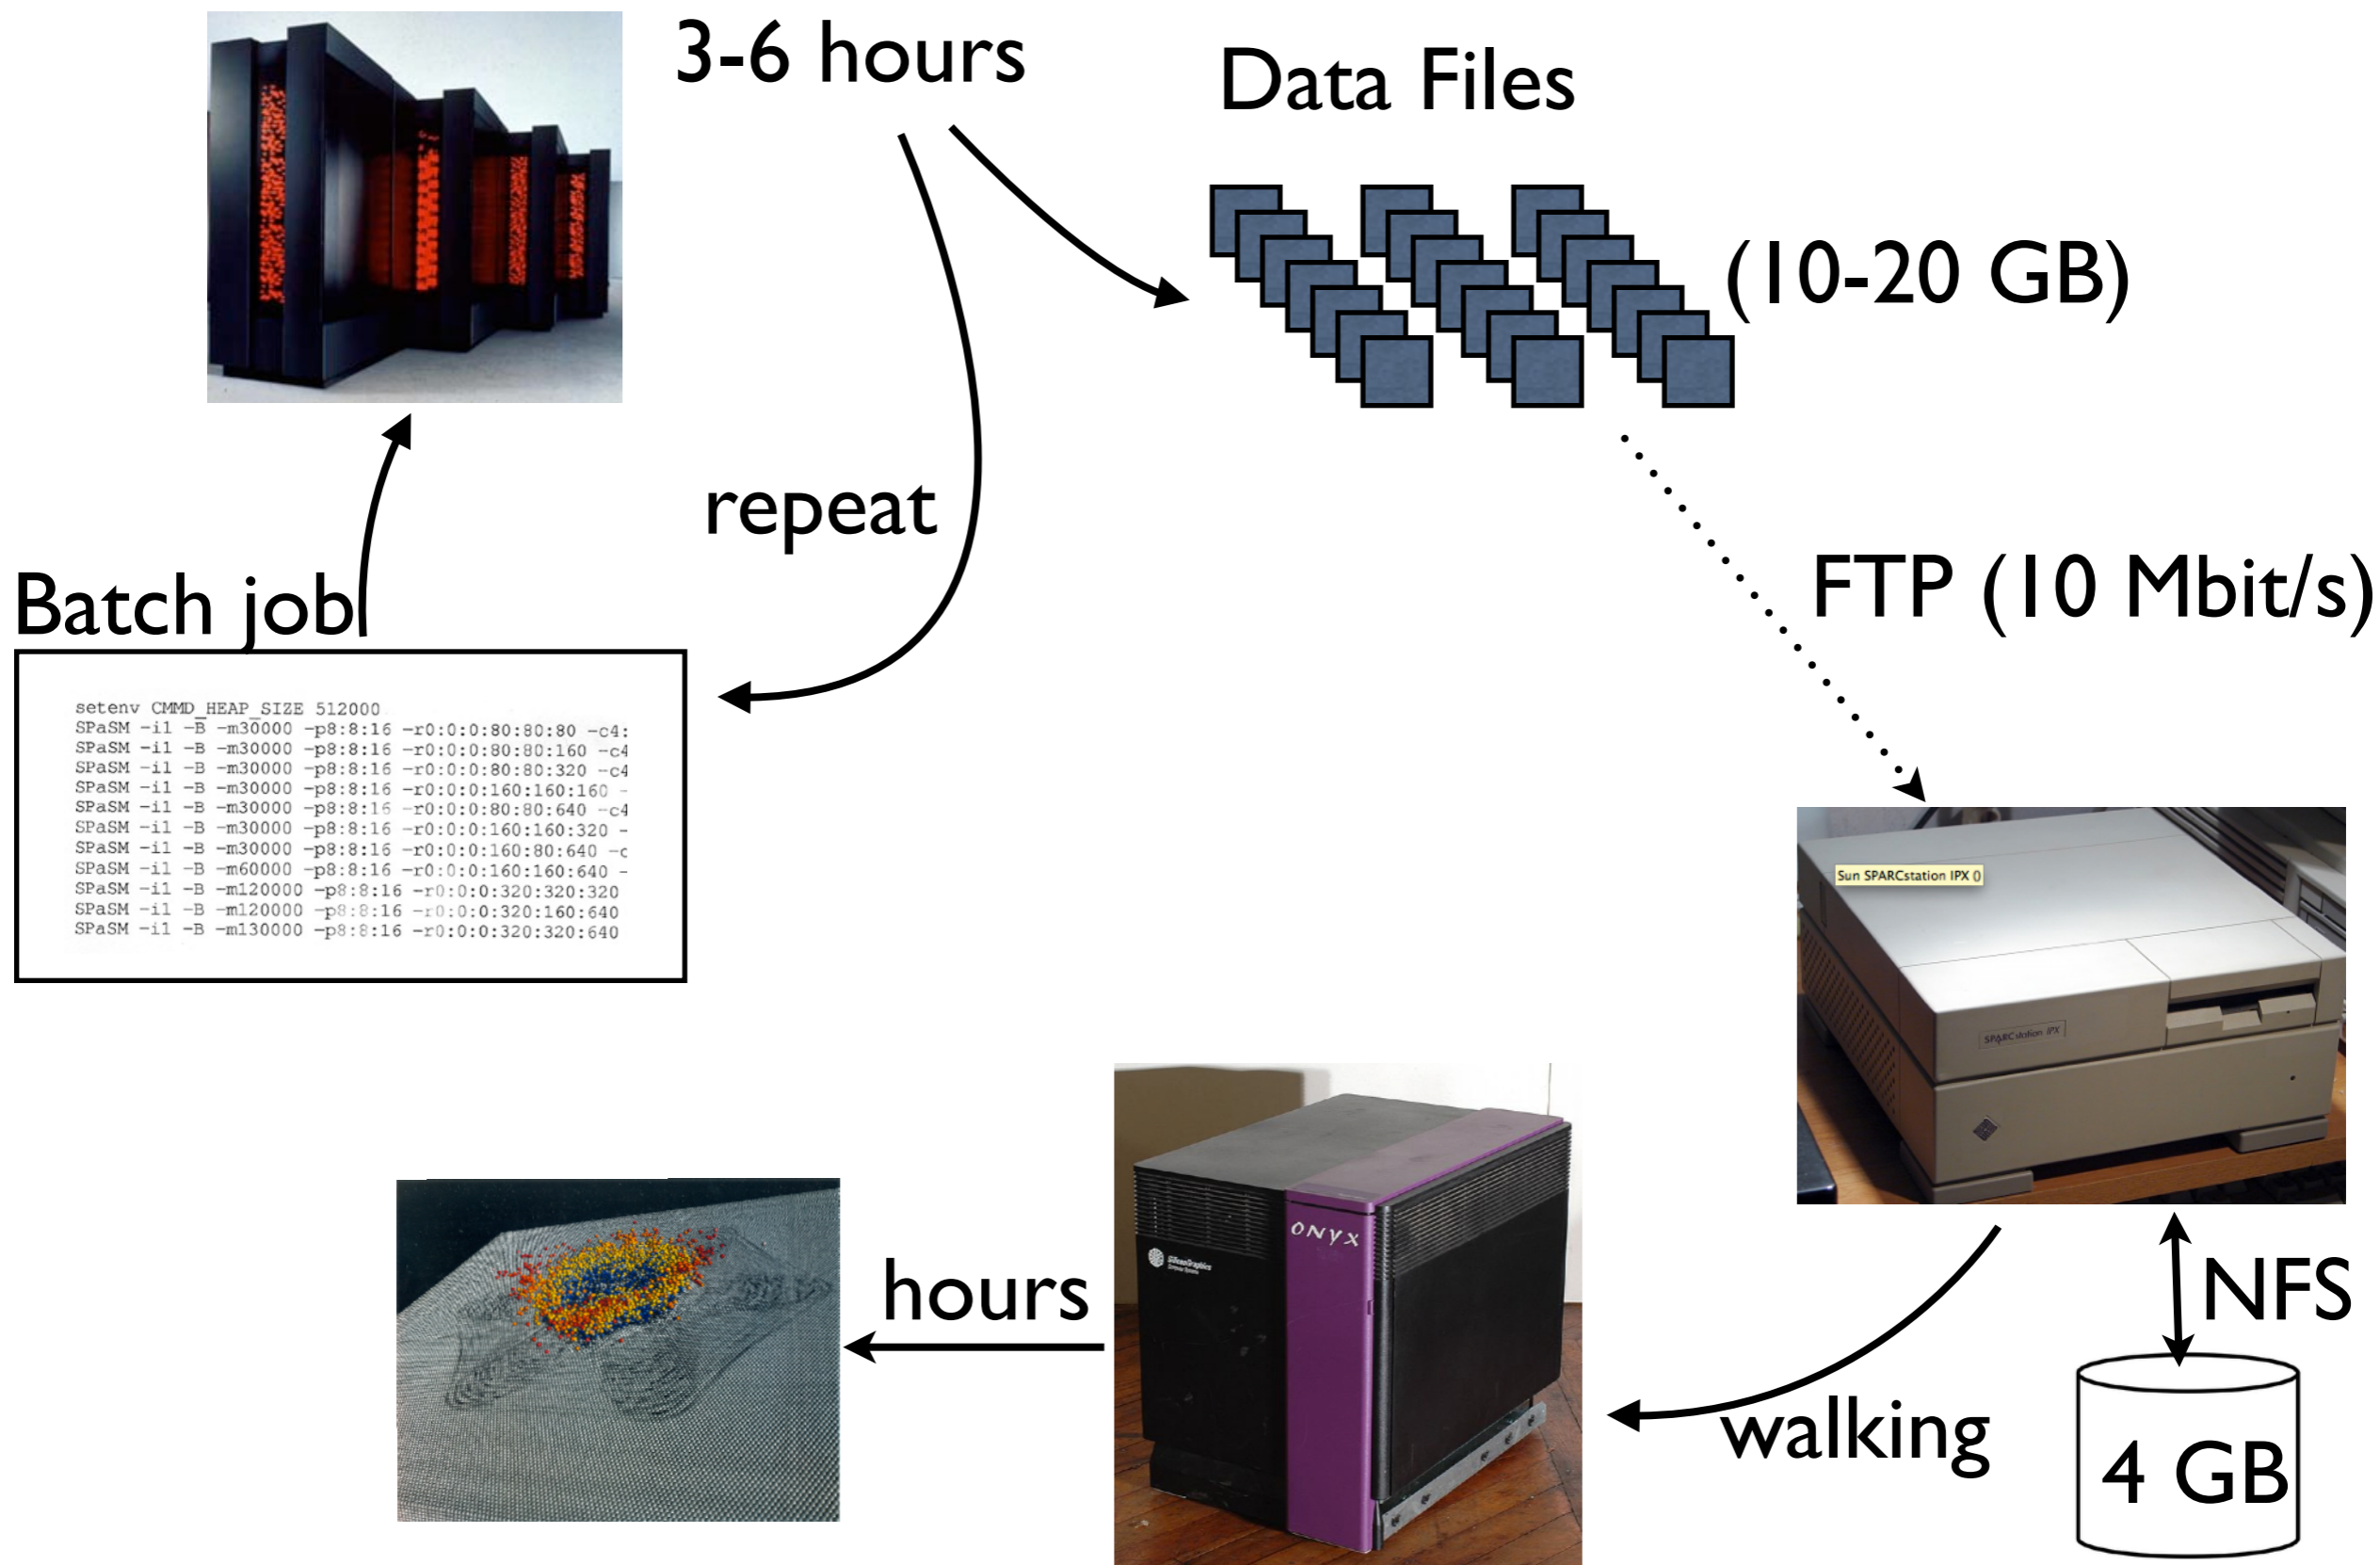 3-6 hours
Data Files
(10-20 GB)
repeat
FTP (10 Mbit/s)
Batch job
setenv CMMD_HEAP_SIZE 512000
SPaSM -i1 -B -m30000 -p8:8:16 -r0:0:0:80:80:80 -c4:
SPaSM -i1 -B -m30000 -p8:8:16 -r0:0:0:80:80:160 -c4
SPaSM -i1 -B -m30000 -p8:8:16 -r0:0:0:80:80:320 -c4
SPaSM -i1 -B -m30000 -p8:8:16 -r0:0:0:160:160:160 -
SPaSM -i1 -B -m30000 -p8:8:16 -r0:0:0:80:80:640 -c4
SPaSM -i1 -B -m30000 -p8:8:16 -r0:0:0:160:160:320 -
SPaSM -i1 -B -m30000 -p8:8:16 -r0:0:0:160:80:640 -c
SPaSM -i1 -B -m60000 -p8:8:16 -r0:0:0:160:160:640 -
SPaSM -i1 -B -m120000 -p8:8:16 -r0:0:0:320:320:320
SPaSM -i1 -B -m120000 -p8:8:16 -r0:0:0:320:160:640
SPaSM -i1 -B -m130000 -p8:8:16 -r0:0:0:320:320:640
Sun SPARCstation IPX ()
SPARCstation IPX
onyx
SiliconGraphics
Computer Systems
hours
NFS
walking
4 GB